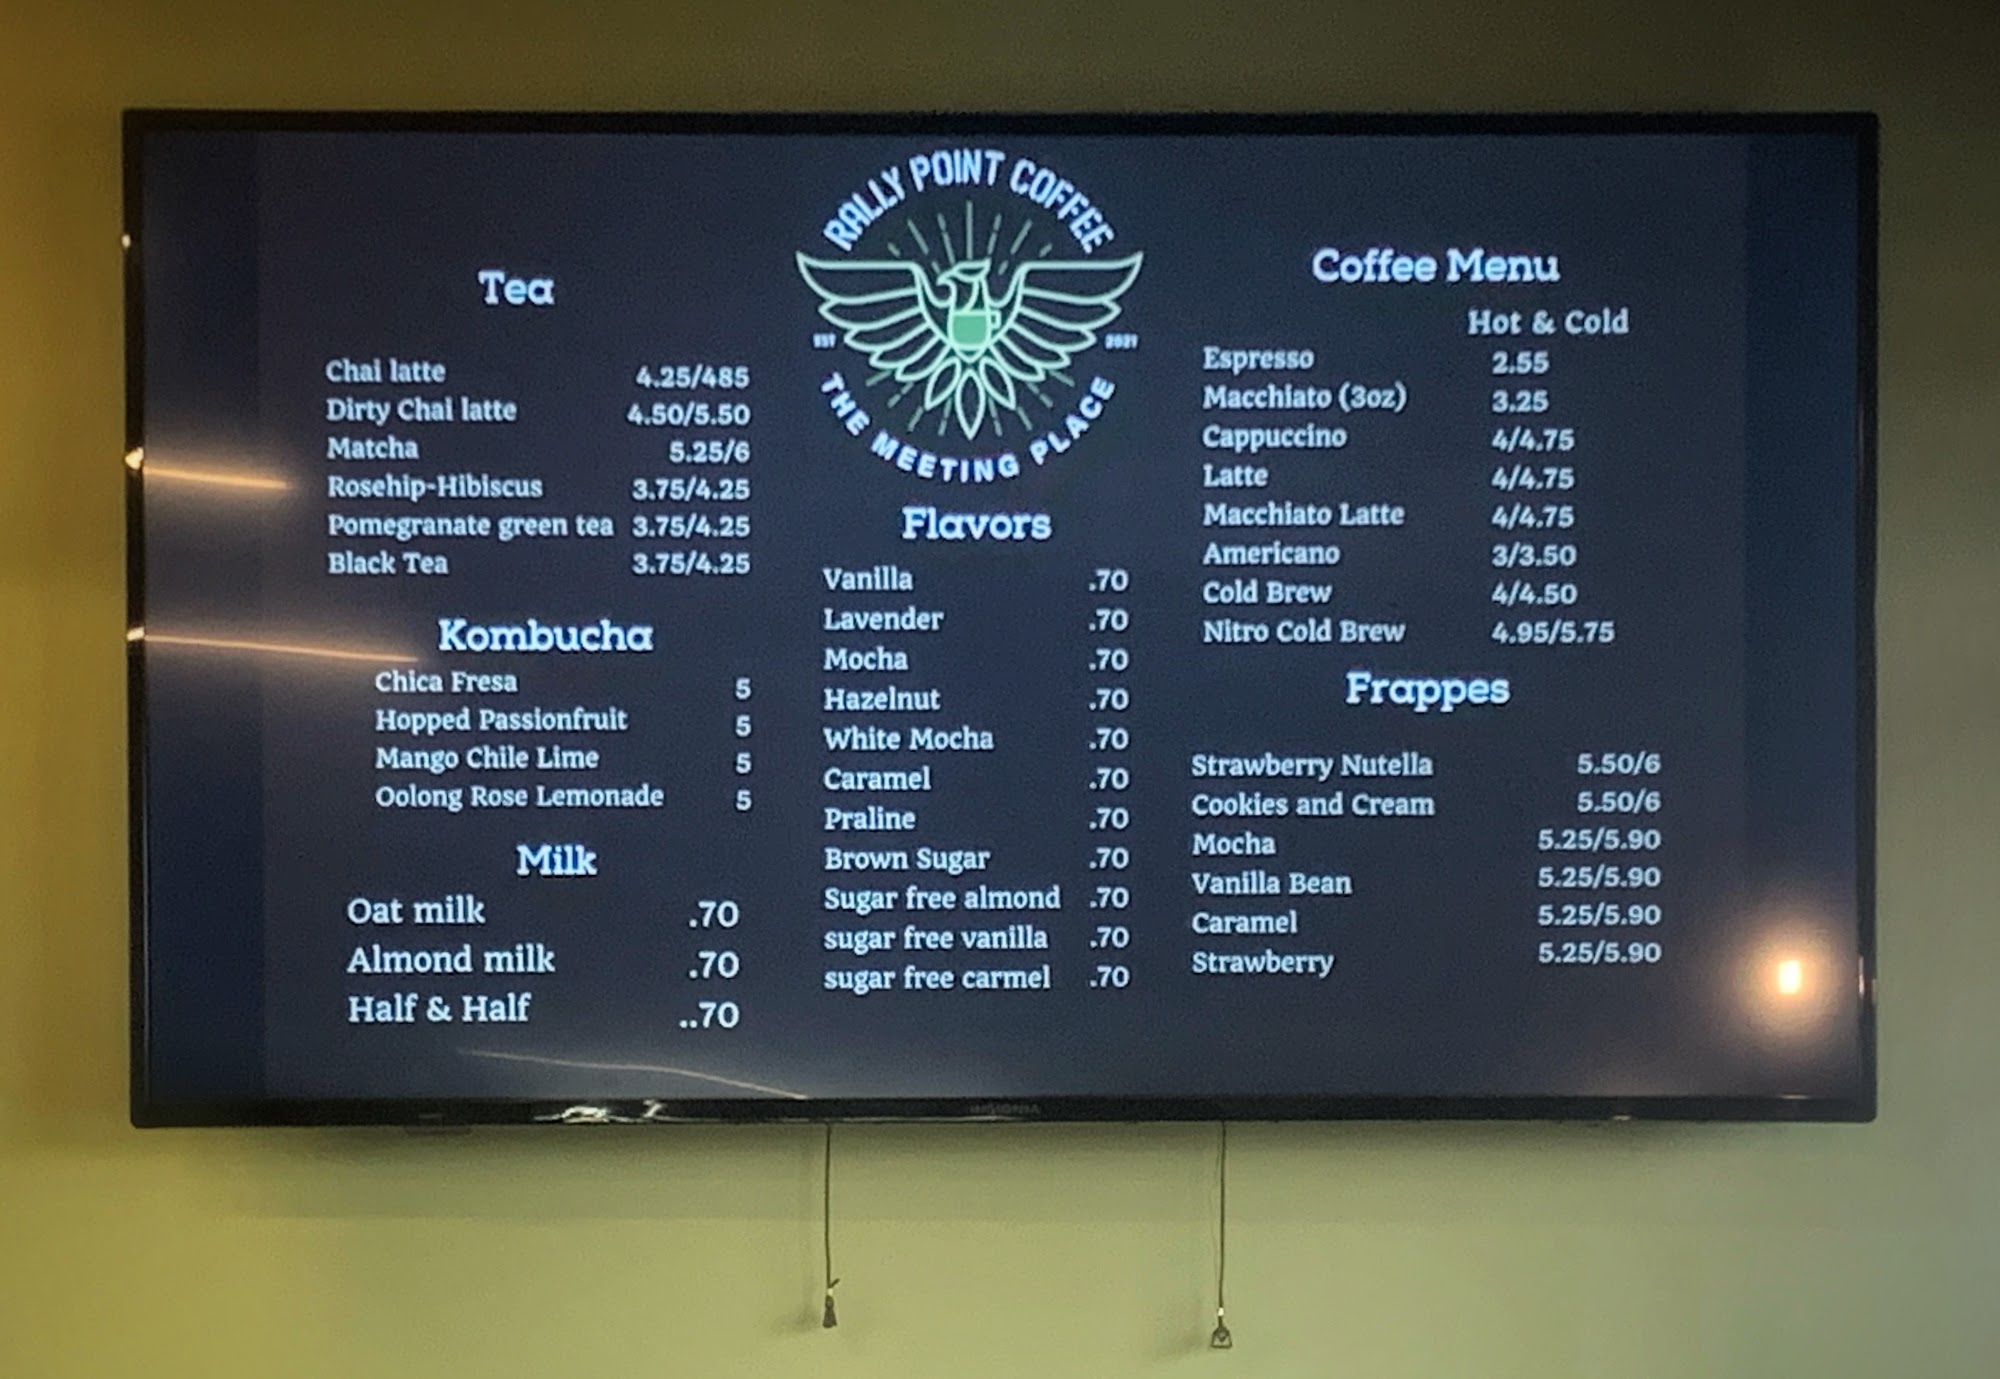 RALLY POINT COFFEE
EST 2021
THE MEETING PLACE
Tea
Chai latte 4.25/485
Dirty Chai latte 4.50/5.50
Matcha 5.25/6
Rosehip-Hibiscus 3.75/4.25
Pomegranate green tea 3.75/4.25
Black Tea 3.75/4.25
Kombucha
Chica Fresa 5
Hopped Passionfruit 5
Mango Chile Lime 5
Oolong Rose Lemonade 5
Milk
Oat milk .70
Almond milk .70
Half & Half ..70
Flavors
Vanilla .70
Lavender .70
Mocha .70
Hazelnut .70
White Mocha .70
Caramel .70
Praline .70
Brown Sugar .70
Sugar free almond .70
sugar free vanilla .70
sugar free carmel .70
Coffee Menu
Hot & Cold
Espresso 2.55
Macchiato (3oz) 3.25
Cappuccino 4/4.75
Latte 4/4.75
Macchiato Latte 4/4.75
Americano 3/3.50
Cold Brew 4/4.50
Nitro Cold Brew 4.95/5.75
Frappes
Strawberry Nutella 5.50/6
Cookies and Cream 5.50/6
Mocha 5.25/5.90
Vanilla Bean 5.25/5.90
Caramel 5.25/5.90
Strawberry 5.25/5.90
INSIGNIA